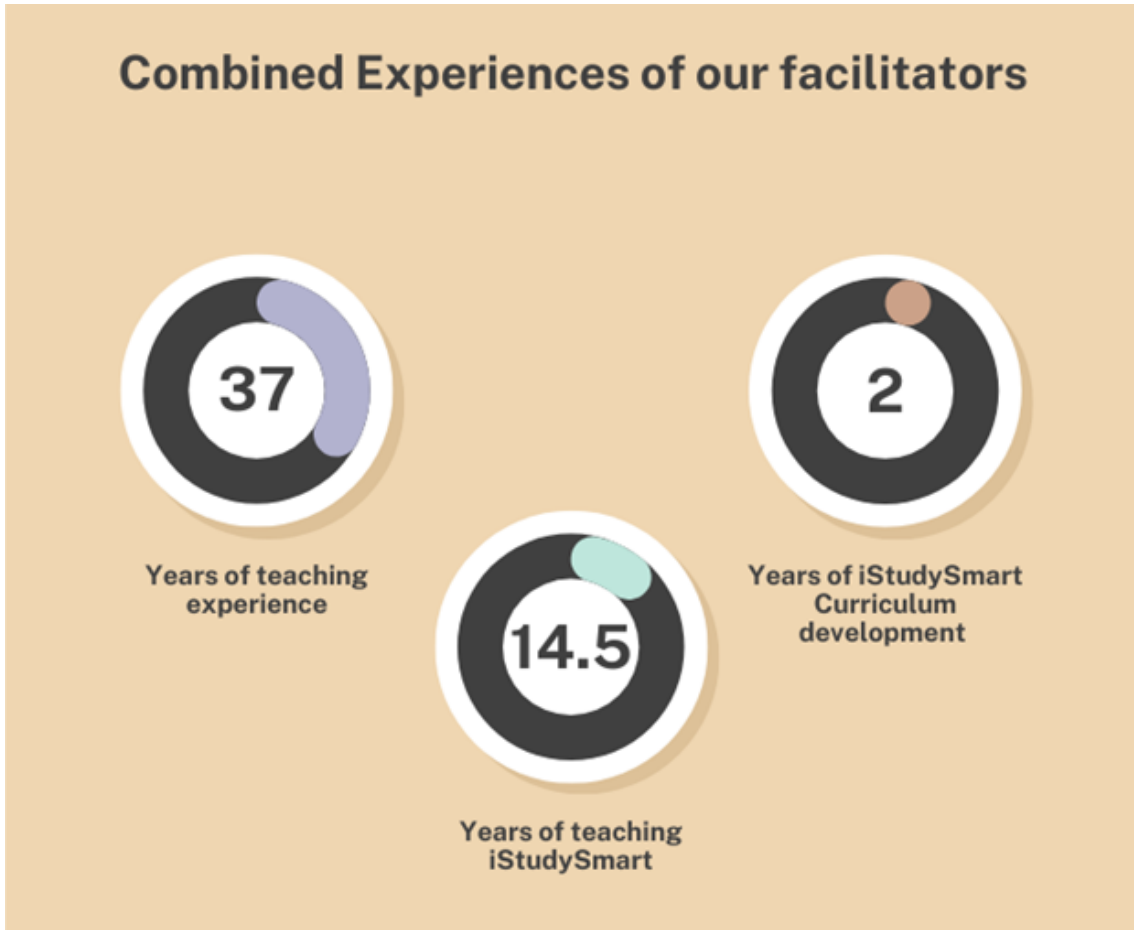 Combined Experiences of our facilitators
37
Years of teaching
experience
2
Years of iStudySmart
Curriculum
development
14.5
Years of teaching
iStudySmart